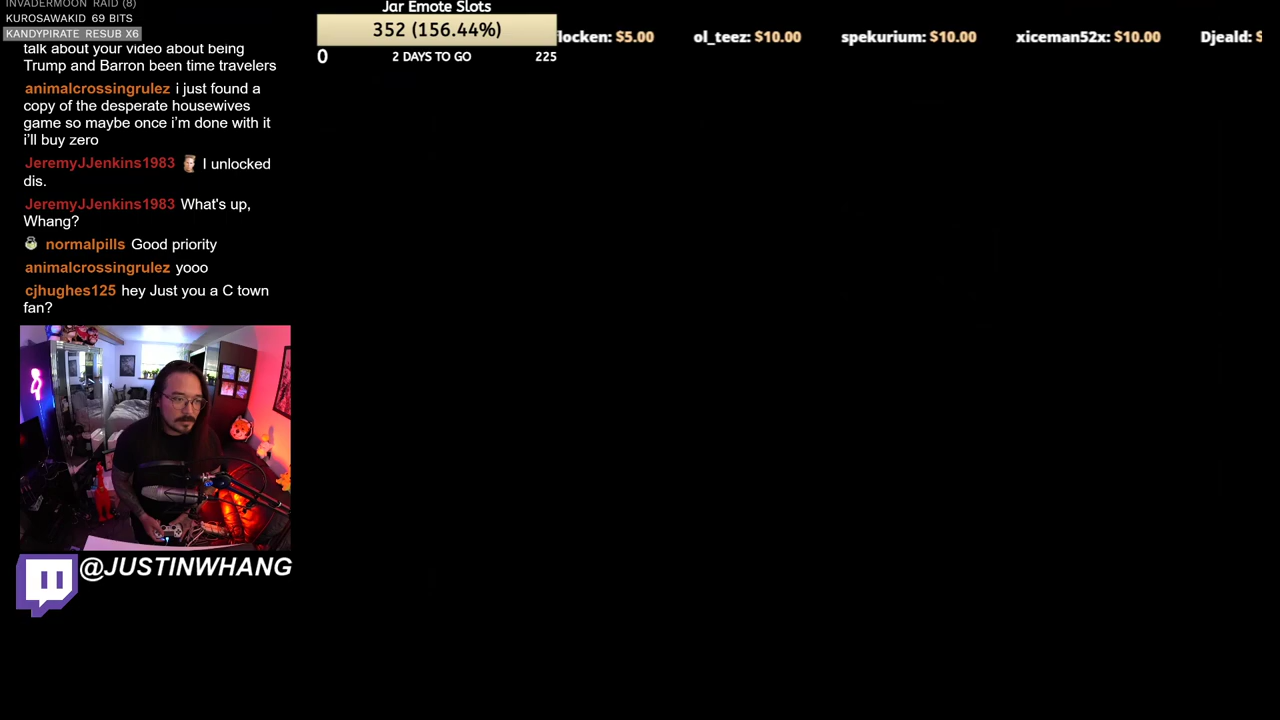 INVADERMOON RAID (8)
KUROSAWAKID 69 BITS
KANDYPIRATE RESUB X6
talk about your video about being
Trump and Barron been time travelers
animalcrossingrulez i just found a
copy of the desperate housewives
game so maybe once i'm done with it
i'll buy zero
JeremyJJenkins1983 I unlocked
dis.
JeremyJJenkins1983 What's up,
Whang?
normalpills Good priority
animalcrossingrulez yooo
cjhughes125 hey Just you a C town
fan?
@JUSTINWHANG
Jar Emote Slots
352 (156.44%)
0 2 DAYS TO GO 225
locken: $5.00 ol_teez: $10.00 spekurium: $10.00 xiceman52x: $10.00 Djeald: $